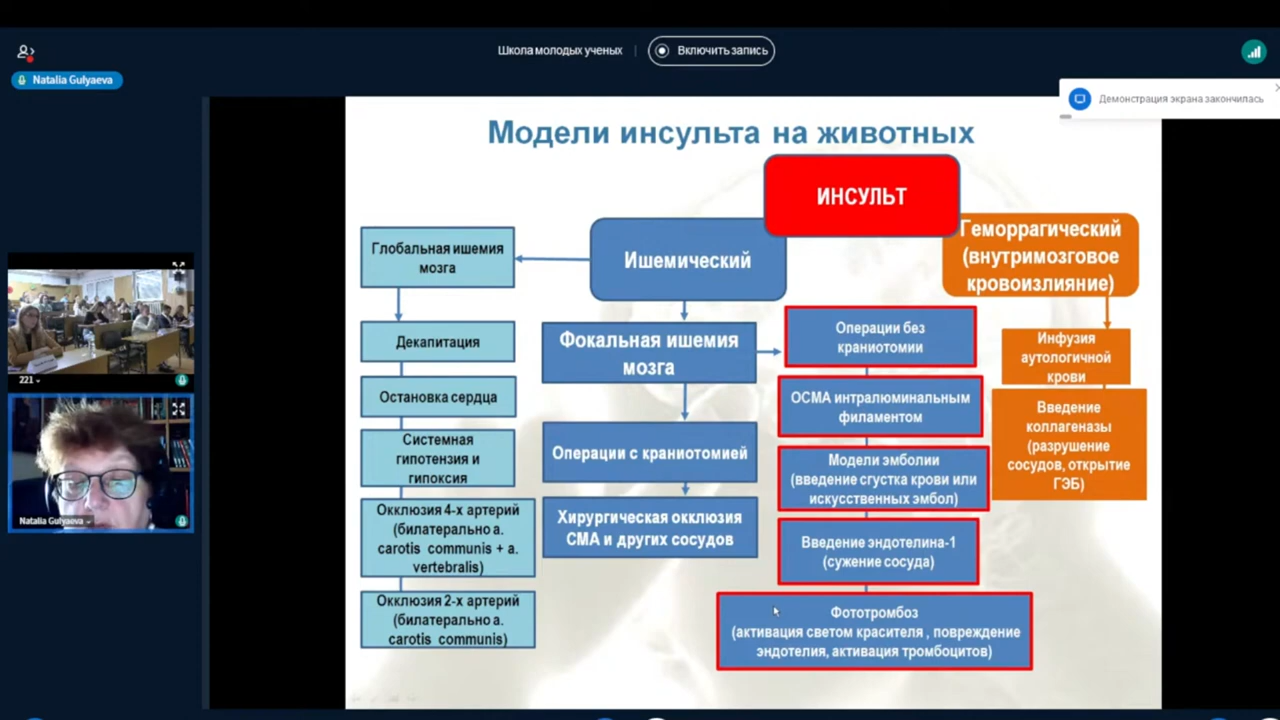 Школа молодых ученых
Включить запись
Natalia Gulyaeva
Демонстрация экрана закончилась
Модели инсульта на животных
ИНСУЛЬТ
Ишемический
Геморрагический
(внутримозговое
кровоизлияние)
Глобальная ишемия
мозга
Декапитация
Остановка сердца
Системная
гипотензия и
гипоксия
Окклюзия 4-х артерий
(билатерально a.
carotis communis + a.
vertebralis)
Окклюзия 2-х артерий
(билатерально a.
carotis communis)
Фокальная ишемия
мозга
Операции с краниотомией
Хирургическая окклюзия
СМА и других сосудов
Операции без
краниотомии
ОСМА интралюминальным
филаментом
Модели эмболии
(введение сгустка крови или
искусственных эмбол)
Введение эндотелина-1
(сужение сосуда)
Фототромбоз
(активация светом красителя , повреждение
эндотелия, активация тромбоцитов)
Инфузия
аутологичной
крови
Введение
коллагеназы
(разрушение
сосудов, открытие
ГЭБ)
221
Natalia Gulyaeva